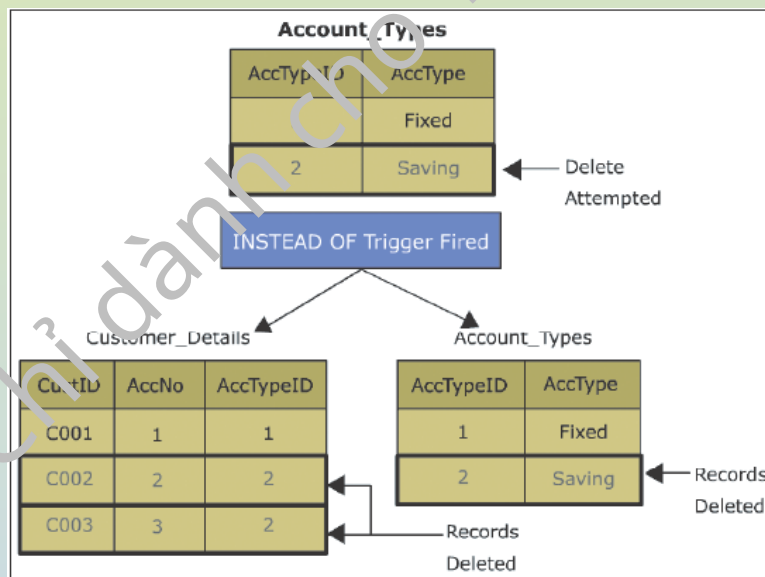 Account_Types
AccTypeID AccType
Fixed
2 Saving
Delete
Attempted
INSTEAD OF Trigger Fired
Customer_Details
Account_Types
CustID AccNo AccTypeID
AccTypeID AccType
C001 1 1
1 Fixed
C002 2 2
2 Saving
Records
Deleted
C003 3 2
Records
Deleted
chỉ dành cho